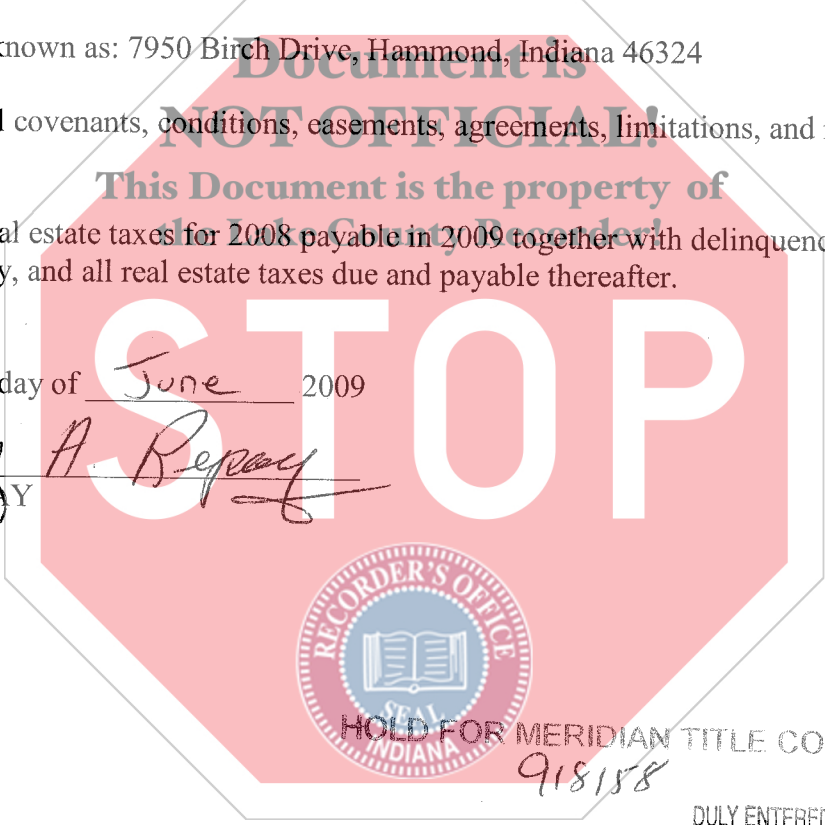 known as: 7950 Birch Drive, Hammond, Indiana 46324
Document is
NOT OFFICIAL!
covenants, conditions, easements, agreements, limitations, and
This Document is the property of
the Lake County Recorder!
al estate taxes for 2008 payable in 2009 together with delinquenc
y, and all real estate taxes due and payable thereafter.
STOP
day of June 2009
A. Repay
AY
RECORDER'S OFFICE
SEAL
INDIANA
HOLD FOR MERIDIAN TITLE CO
918158
DULY ENTERED